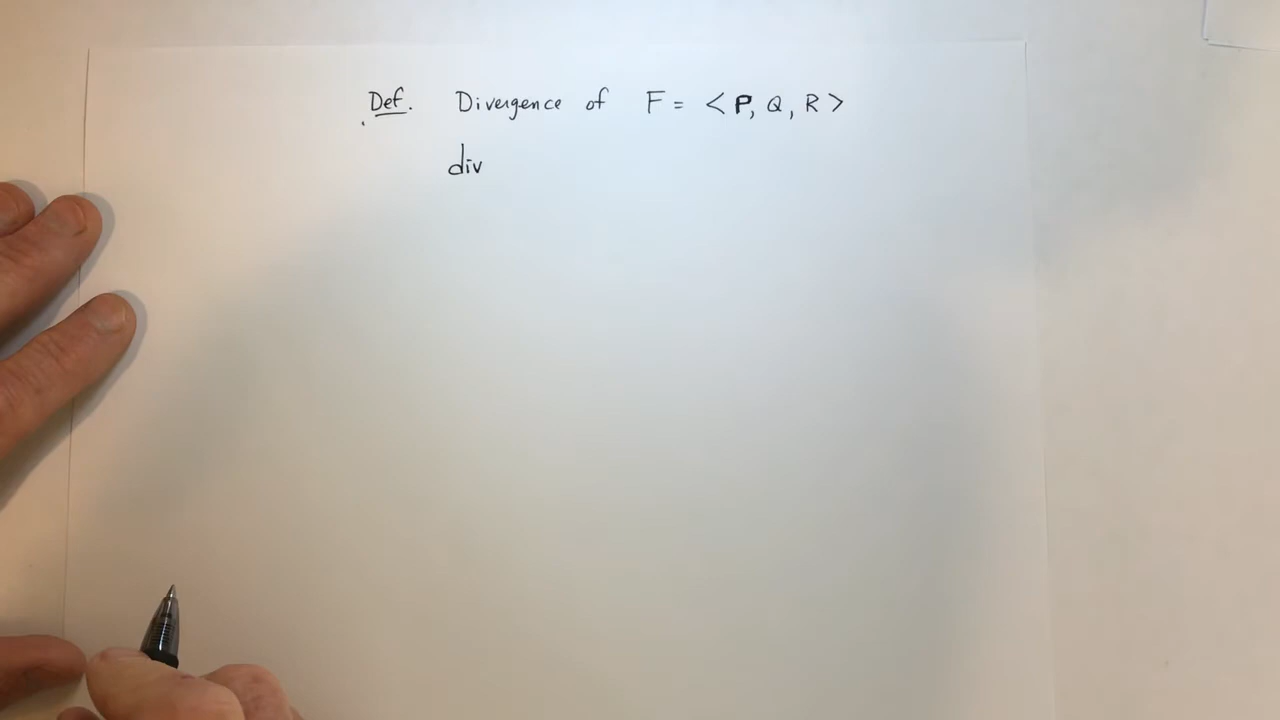 Def. Divergence of F = <P, Q, R>
div